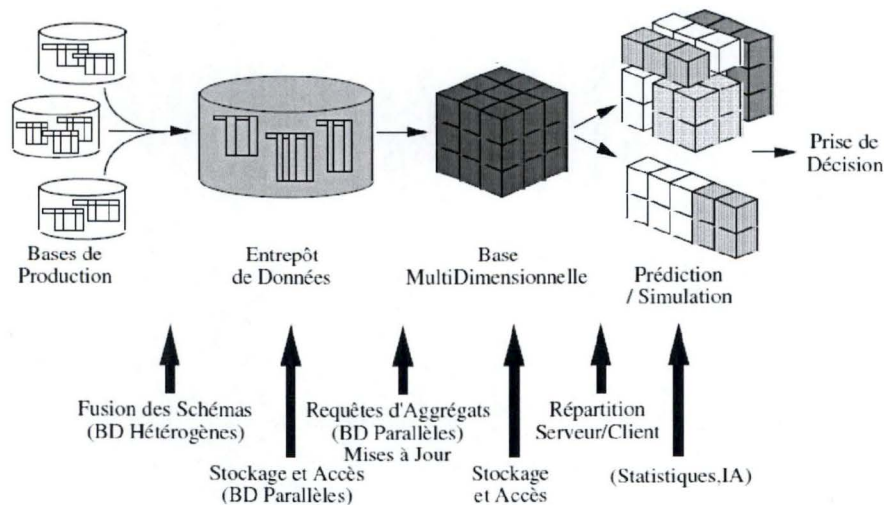 Prise de
Décision
Bases de
Production
Entrepôt
de Données
Base
MultiDimensionnelle
Prédiction
/ Simulation
Fusion des Schémas
(BD Hétérogènes)
Requêtes d'Aggrégats
(BD Parallèles)
Mises à Jour
Répartition
Serveur/Client
Stockage et Accès
(BD Parallèles)
Stockage
et Accès
(Statistiques,IA)